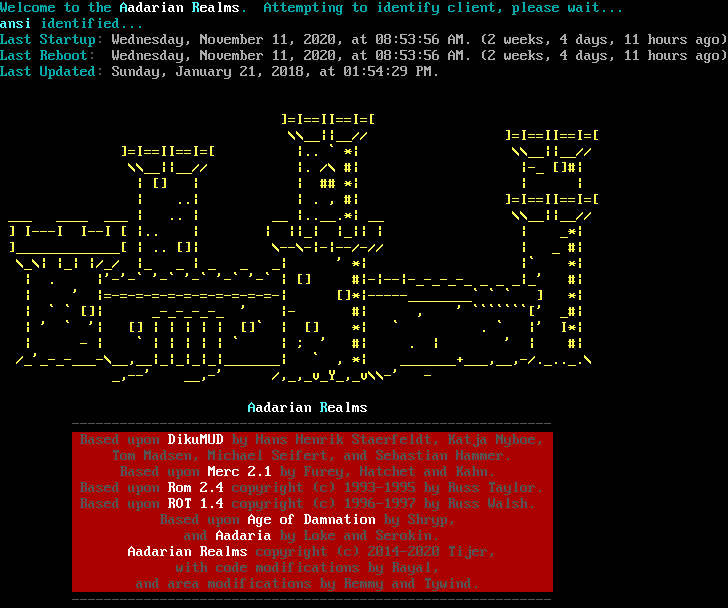 Welcome to the Aadarian Realms.  Attempting to identify client, please wait...
ansi identified...
Last Startup: Wednesday, November 11, 2020, at 08:53:56 AM. (2 weeks, 4 days, 11 hours ago)
Last Reboot:  Wednesday, November 11, 2020, at 08:53:56 AM. (2 weeks, 4 days, 11 hours ago)
Last Updated: Sunday, January 21, 2018, at 01:54:29 PM.
Aadarian Realms
Based upon DikuMUD by Hans Henrik Staerfeldt, Katja Nyboe,
Tom Madsen, Michael Seifert, and Sebastian Hammer.
Based upon Merc 2.1 by Furey, Hatchet and Kahn.
Based upon Rom 2.4 copyright (c) 1993-1995 by Russ Taylor.
Based upon ROT 1.4 copyright (c) 1996-1997 by Russ Walsh.
Based upon Age of Damnation by Shryp,
and Aadaria by Loke and Serokin.
Aadarian Realms copyright (c) 2014-2020 Tijer,
with code modifications by Rayal,
and area modifications by Remmy and Tywind.